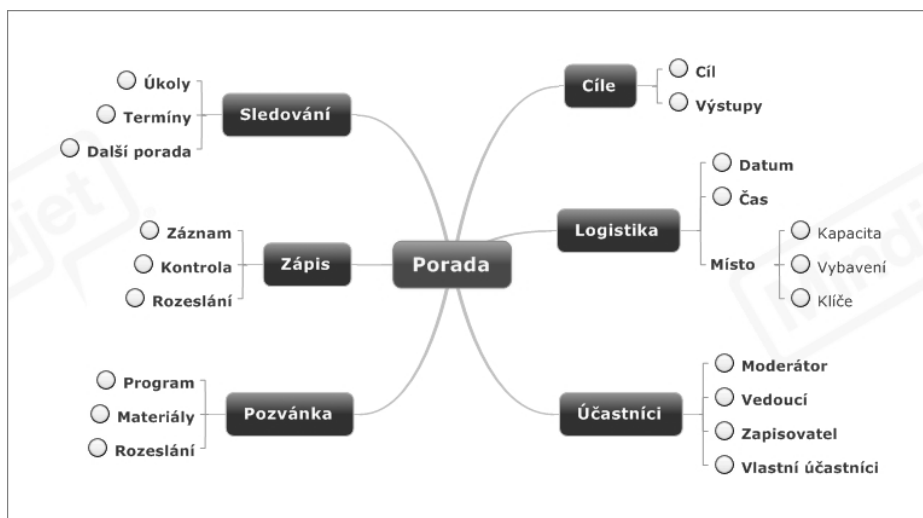 Porada
Cíle
Cíl
Výstupy
Logistika
Datum
Čas
Místo
Kapacita
Vybavení
Klíče
Účastníci
Moderátor
Vedoucí
Zapisovatel
Vlastní účastníci
Pozvánka
Program
Materiály
Rozeslání
Zápis
Záznam
Kontrola
Rozeslání
Sledování
Úkoly
Termíny
Další porada